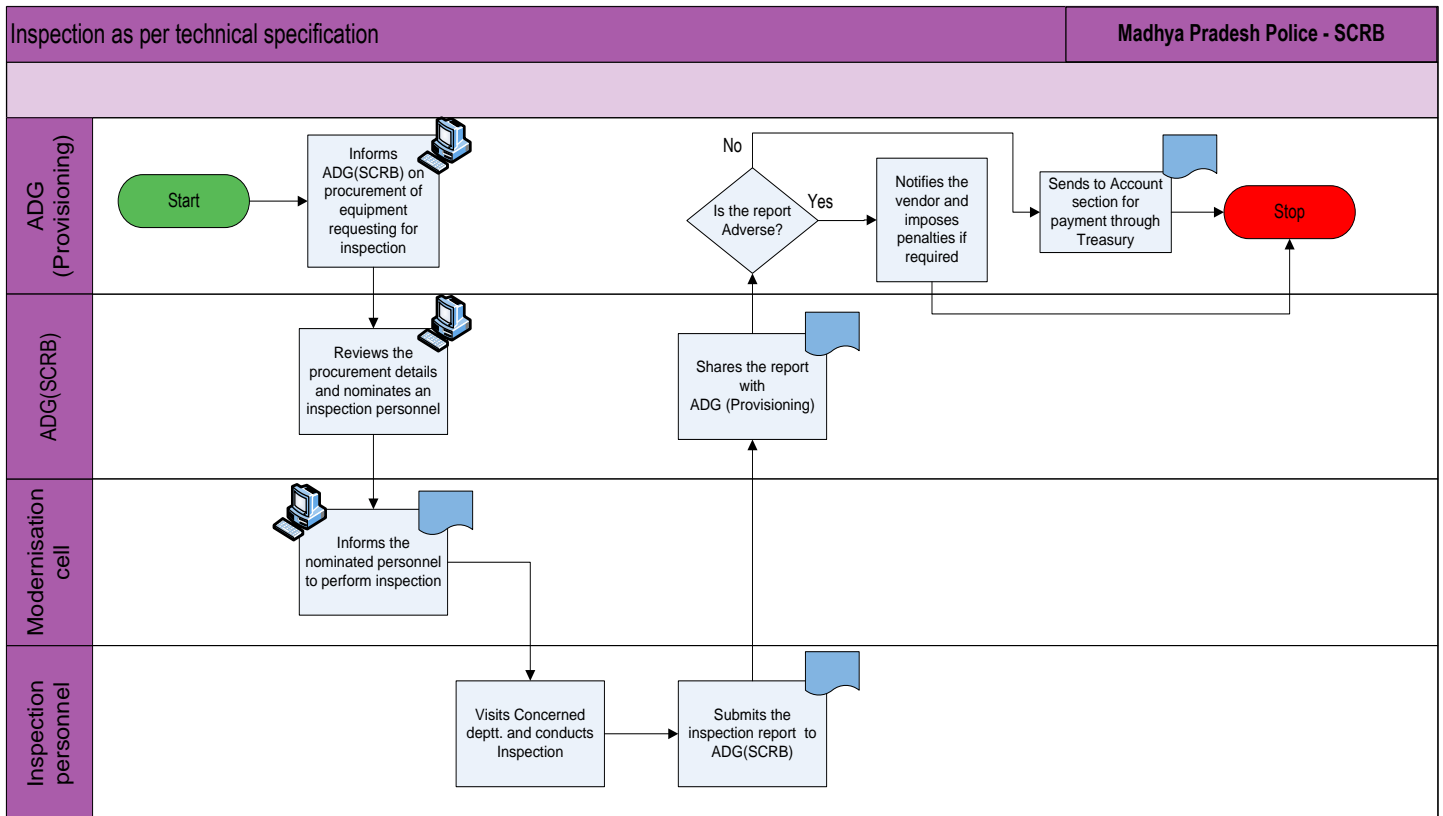 Inspection as per technical specification
Madhya Pradesh Police - SCRB
ADG
(Provisioning)
Start
Informs
ADG(SCRB) on
procurement of
equipment
requesting for
inspection
No
Is the report
Adverse?
Yes
Notifies the
vendor and
imposes
penalties if
required
Sends to Account
section for
payment through
Treasury
Stop
ADG(SCRB)
Reviews the
procurement details
and nominates an
inspection personnel
Shares the report
with
ADG (Provisioning)
Modernisation
cell
Informs the
nominated personnel
to perform inspection
Inspection
personnel
Visits Concerned
deptt. and conducts
Inspection
Submits the
inspection report to
ADG(SCRB)